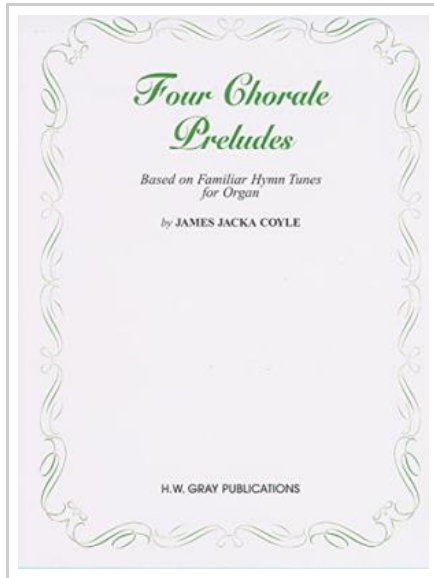 Four Chorale
Preludes
Based on Familiar Hymn Tunes
for Organ
by JAMES JACKA COYLE
H.W. GRAY PUBLICATIONS